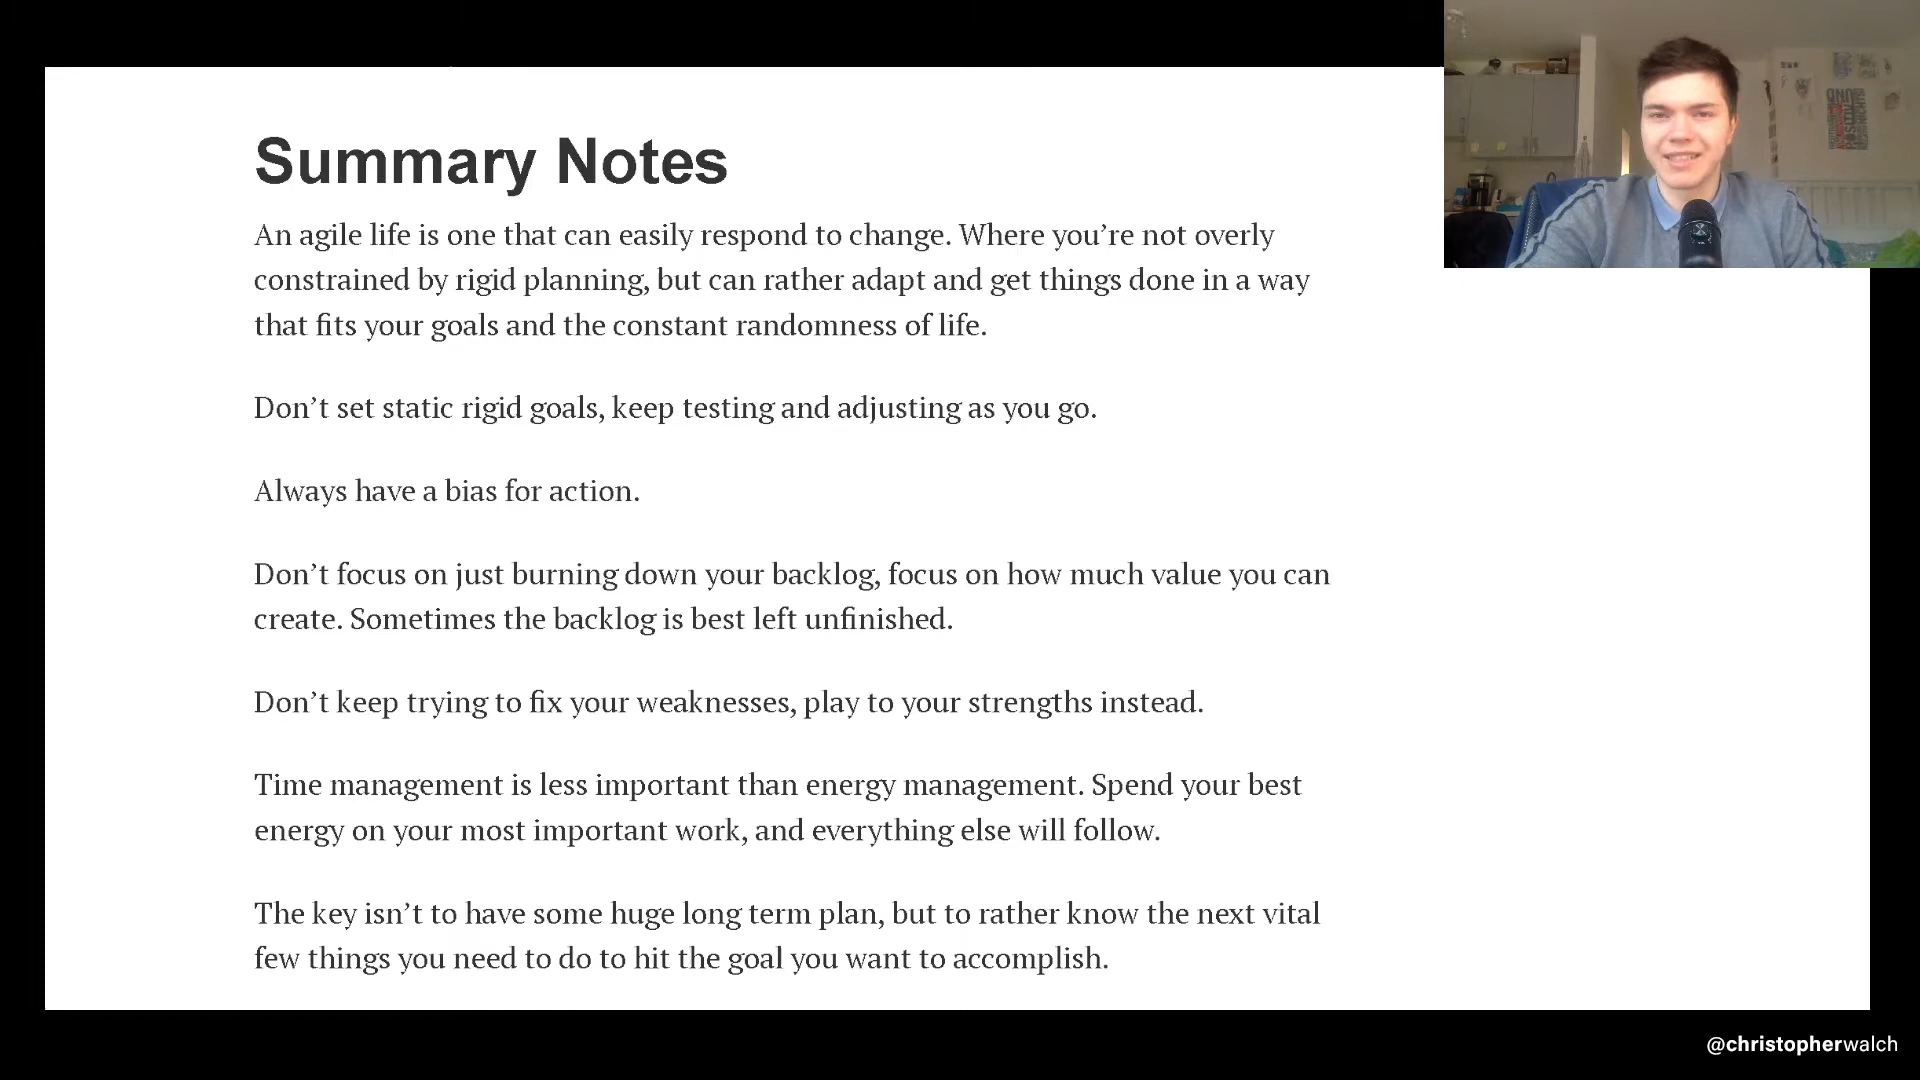 Summary Notes
An agile life is one that can easily respond to change. Where you’re not overly
constrained by rigid planning, but can rather adapt and get things done in a way
that fits your goals and the constant randomness of life.
Don’t set static rigid goals, keep testing and adjusting as you go.
Always have a bias for action.
Don’t focus on just burning down your backlog, focus on how much value you can
create. Sometimes the backlog is best left unfinished.
Don’t keep trying to fix your weaknesses, play to your strengths instead.
Time management is less important than energy management. Spend your best
energy on your most important work, and everything else will follow.
The key isn’t to have some huge long term plan, but to rather know the next vital
few things you need to do to hit the goal you want to accomplish.
@christopherwalch